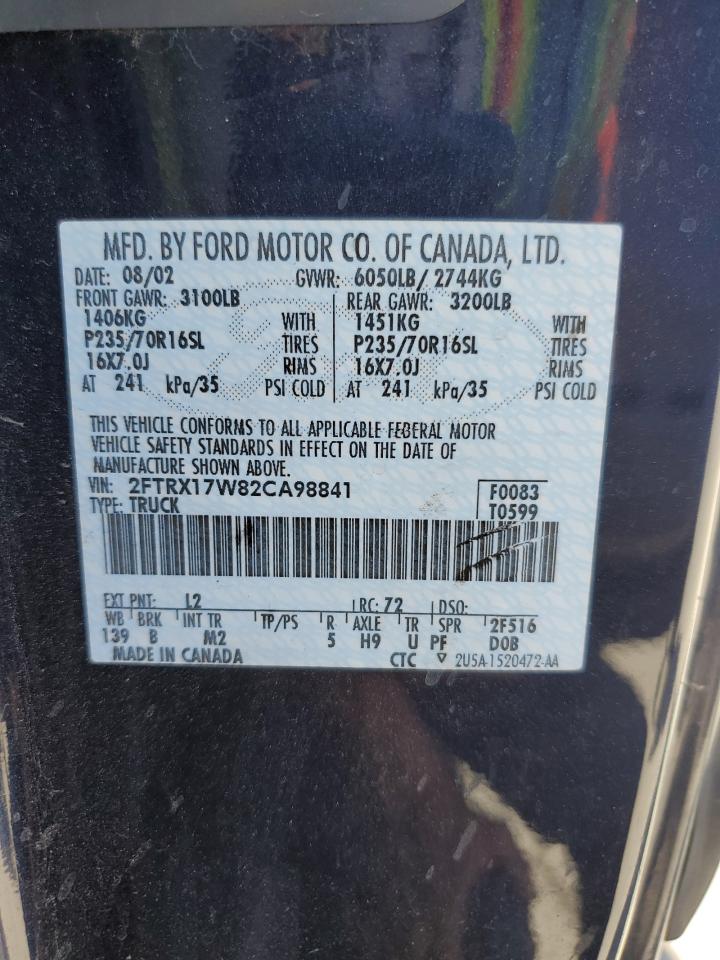 MFD. BY FORD MOTOR CO. OF CANADA, LTD.
DATE: 08/02 GVWR: 6050LB/ 2744KG
FRONT GAWR: 3100LB REAR GAWR: 3200LB
1406KG WITH 1451KG WITH
P235/70R16SL TIRES P235/70R16SL TIRES
16X7.0J RIMS 16X7.0J RIMS
AT 241 kPa/35 PSI COLD AT 241 kPa/35 PSI COLD
THIS VEHICLE CONFORMS TO ALL APPLICABLE FEDERAL MOTOR
VEHICLE SAFETY STANDARDS IN EFFECT ON THE DATE OF
MANUFACTURE SHOWN ABOVE.
VIN: 2FTRX17W82CA98841 F0083
TYPE: TRUCK T0599
EXT PNT: L2 RC: 72 DSO:
WB BRK INT TR TP/PS R AXLE TR SPR 2F516
139 B M2 5 H9 U PF DOB
MADE IN CANADA CTC 2U5A-1520472-AA